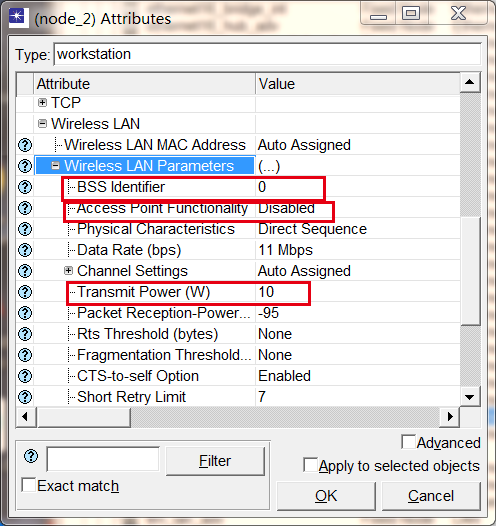 (node_2) Attributes
Type: workstation
Attribute Value
TCP
Wireless LAN
Wireless LAN MAC Address Auto Assigned
Wireless LAN Parameters (...)
BSS Identifier 0
Access Point Functionality Disabled
Physical Characteristics Direct Sequence
Data Rate (bps) 11 Mbps
Channel Settings Auto Assigned
Transmit Power (W) 10
Packet Reception-Power... -95
Rts Threshold (bytes) None
Fragmentation Threshold... None
CTS-to-self Option Enabled
Short Retry Limit 7
Advanced
Filter
Apply to selected objects
Exact match
OK Cancel